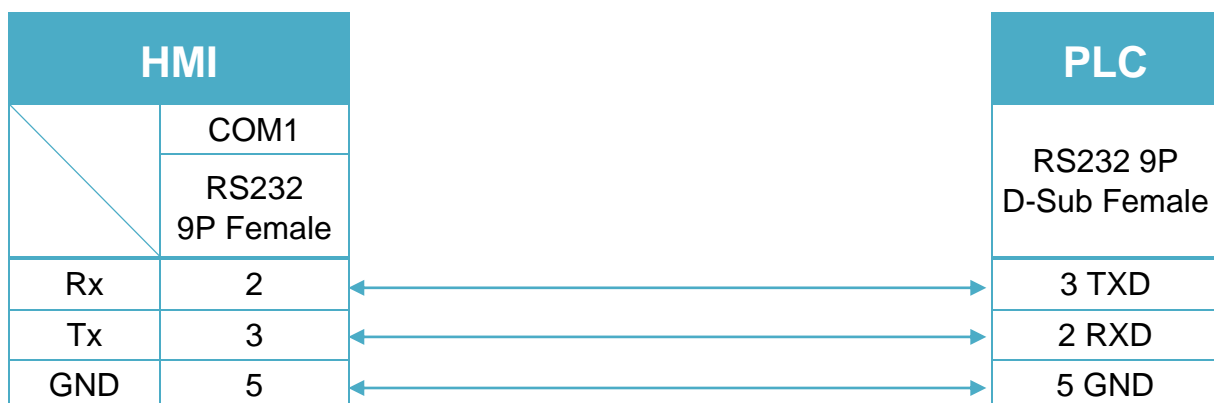 HMI
PLC
COM1
RS232
9P Female
RS232 9P
D-Sub Female
Rx 2 3 TXD
Tx 3 2 RXD
GND 5 5 GND